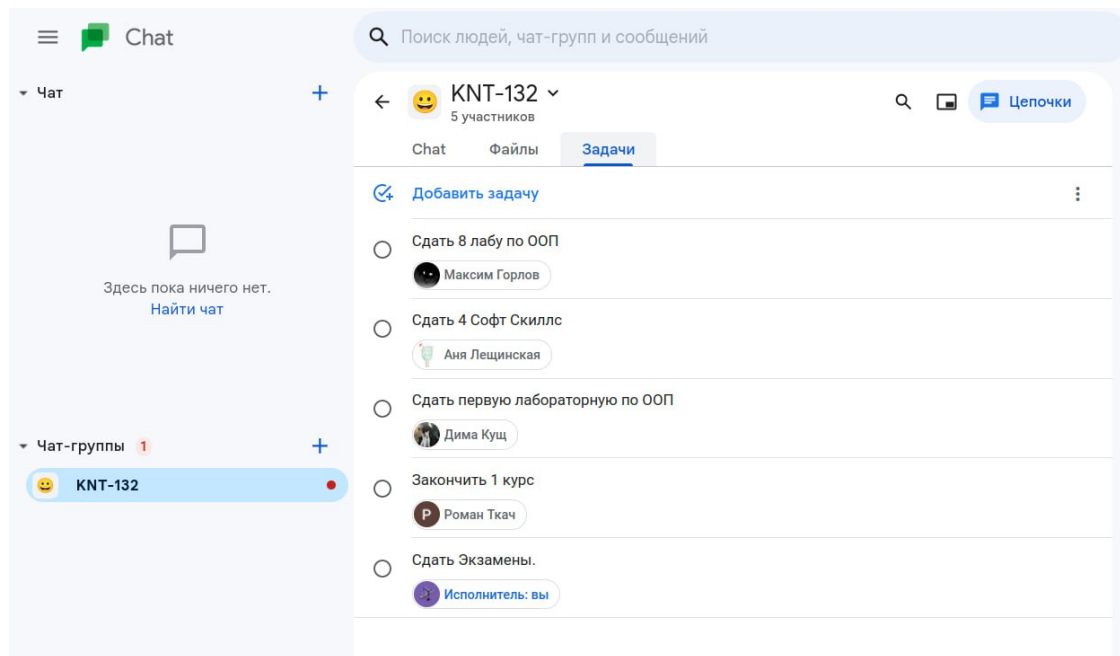 Chat
Поиск людей, чат-групп и сообщений
Чат
Здесь пока ничего нет.
Найти чат
Чат-группы 1
KNT-132
KNT-132
5 участников
Цепочки
Chat Файлы Задачи
Добавить задачу
Сдать 8 лабу по ООП
Максим Горлов
Сдать 4 Софт Скиллс
Аня Лещинская
Сдать первую лабораторную по ООП
Дима Кущ
Закончить 1 курс
Р Роман Ткач
Сдать Экзамены.
Исполнитель: вы